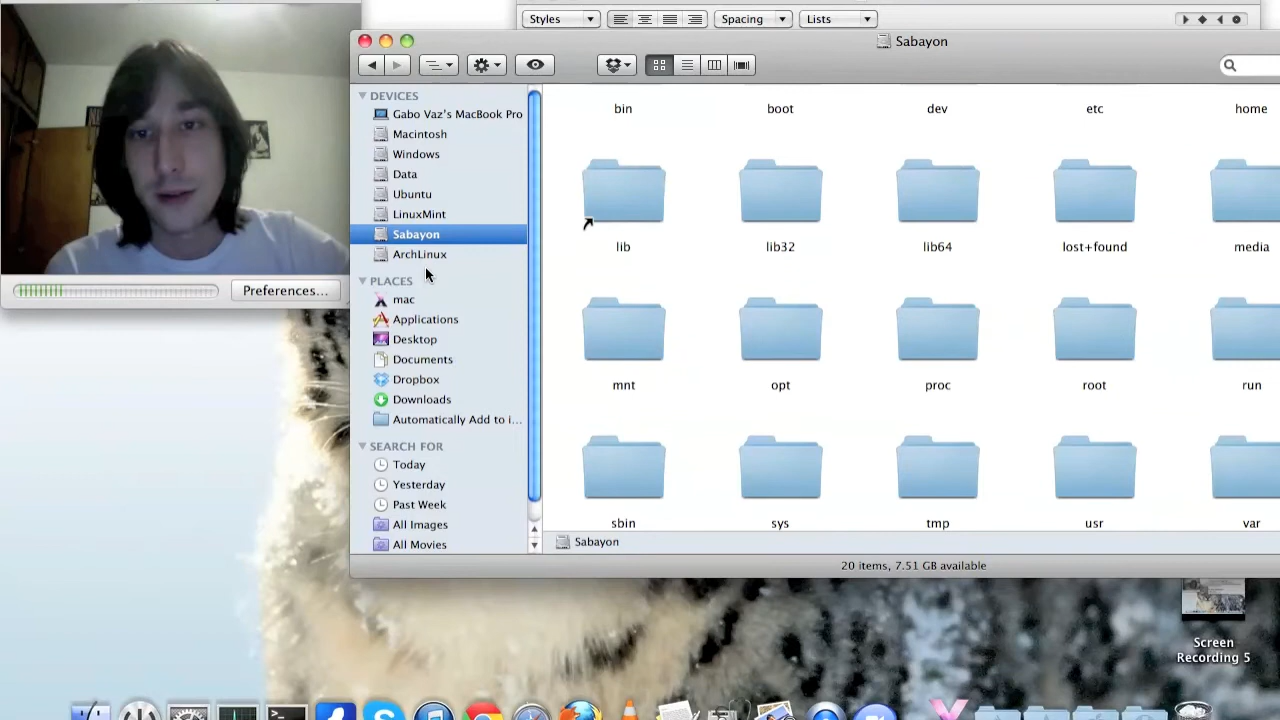 Styles
Spacing
Lists
Sabayon
DEVICES
Gabo Vaz's MacBook Pro
Macintosh
Windows
Data
Ubuntu
LinuxMint
Sabayon
ArchLinux
PLACES
mac
Applications
Desktop
Documents
Dropbox
Downloads
Automatically Add to i...
SEARCH FOR
Today
Yesterday
Past Week
All Images
All Movies
bin boot dev etc home
lib lib32 lib64 lost+found media
mnt opt proc root run
sbin sys tmp usr var
Sabayon
20 items, 7.51 GB available
Preferences...
Screen
Recording 5